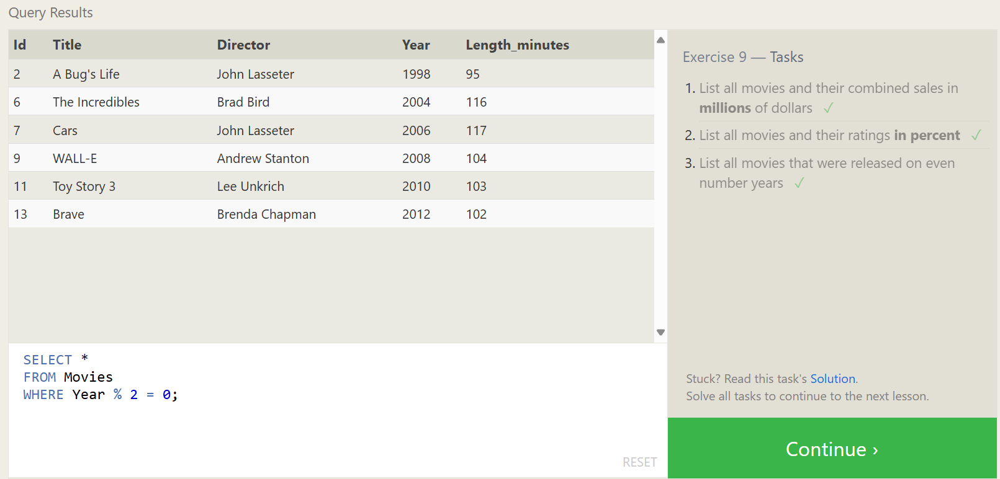 Query Results
Id Title Director Year Length_minutes
2 A Bug's Life John Lasseter 1998 95
6 The Incredibles Brad Bird 2004 116
7 Cars John Lasseter 2006 117
9 WALL-E Andrew Stanton 2008 104
11 Toy Story 3 Lee Unkrich 2010 103
13 Brave Brenda Chapman 2012 102
SELECT *
FROM Movies
WHERE Year % 2 = 0;
RESET
Exercise 9 — Tasks
1. List all movies and their combined sales in
millions of dollars ✓
2. List all movies and their ratings in percent ✓
3. List all movies that were released on even
number years ✓
Stuck? Read this task's Solution.
Solve all tasks to continue to the next lesson.
Continue ›